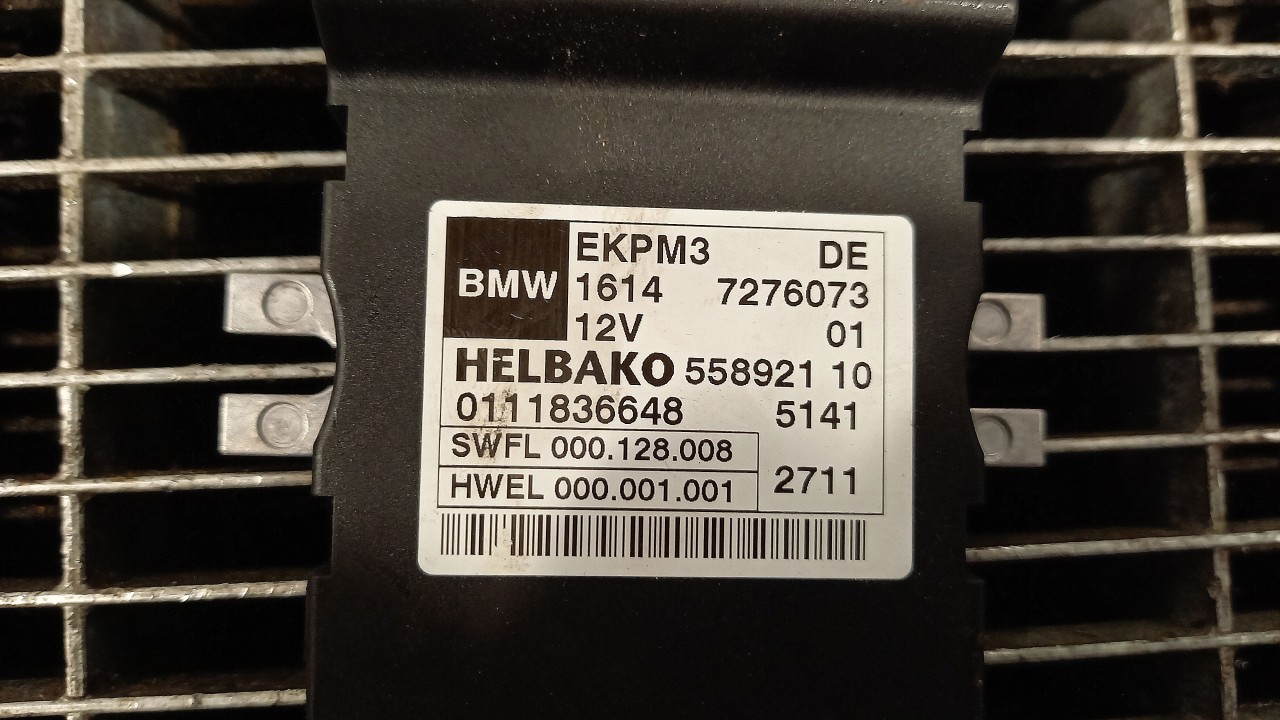 BMW
EKPM3 DE
1614 7276073
12V 01
HELBAKO 558921 10
0111836648 5141
SWFL 000.128.008
HWEL 000.001.001
2711